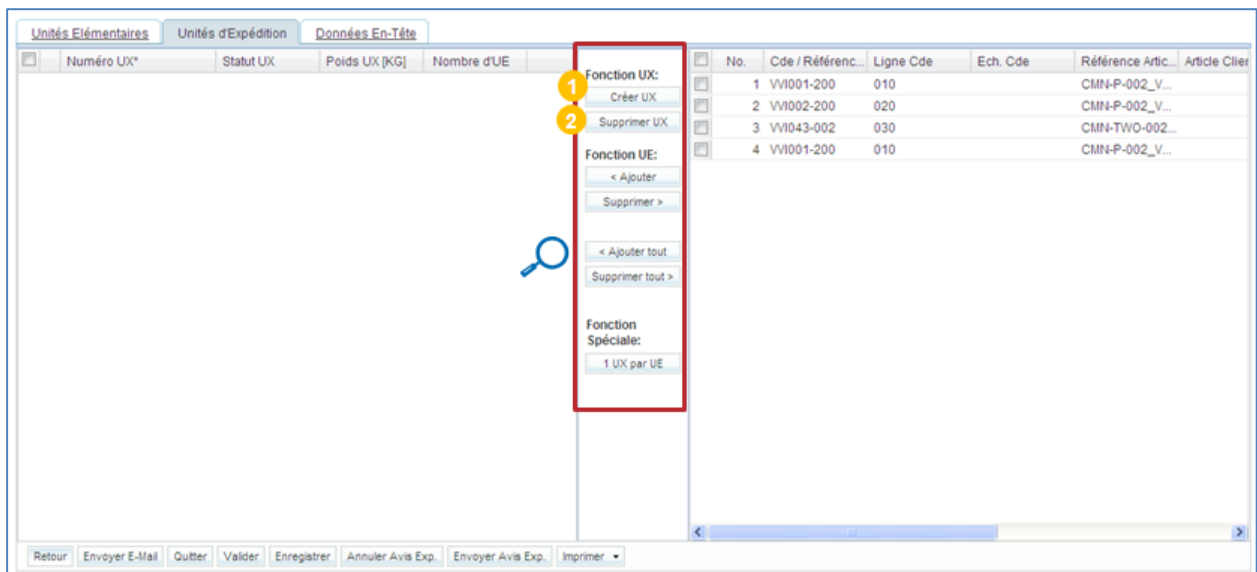 Unités Elémentaires Unités d'Expédition Données En-Tête
Numéro UX* Statut UX Poids UX [KG] Nombre d'UE
Fonction UX:
1 Créer UX
2 Supprimer UX
Fonction UE:
< Ajouter
Supprimer >
< Ajouter tout
Supprimer tout >
Fonction
Spéciale:
1 UX par UE
No. Cde / Référenc... Ligne Cde Ech. Cde Référence Artic... Article Clien
1 VVI001-200 010 CMN-P-002_V...
2 VVI002-200 020 CMN-P-002_V...
3 VVI043-002 030 CMN-TWO-002...
4 VVI001-200 010 CMN-P-002_V...
Retour Envoyer E-Mail Quitter Valider Enregistrer Annuler Avis Exp. Envoyer Avis Exp. Imprimer